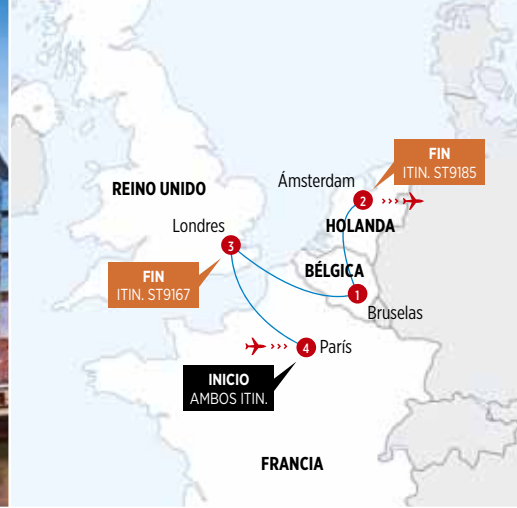 FIN
ITIN. ST9185
Ámsterdam
REINO UNIDO
2
HOLANDA
Londres
3
BÉLGICA
FIN
ITIN. ST9167
1
Bruselas
4 París
INICIO
AMBOS ITIN.
FRANCIA